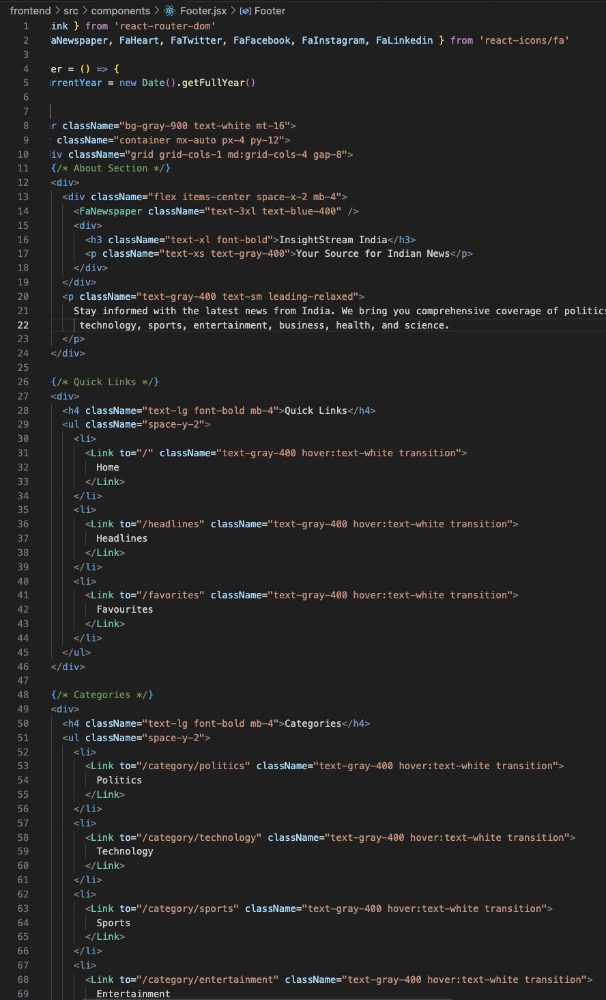 frontend > src > components > Footer.jsx > Footer
1 ink } from 'react-router-dom'
2 aNewspaper, FaHeart, FaTwitter, FaFacebook, FaInstagram, FaLinkedin } from 'react-icons/fa'
3
4 er = () => {
5 rrentYear = new Date().getFullYear()
6
7
8 r className="bg-gray-900 text-white mt-16">
9 className="container mx-auto px-4 py-12">
10 iv className="grid grid-cols-1 md:grid-cols-4 gap-8">
11 {/* About Section */}
12 <div>
13 <div className="flex items-center space-x-2 mb-4">
14 <FaNewspaper className="text-3xl text-blue-400" />
15 <div>
16 <h3 className="text-xl font-bold">InsightStream India</h3>
17 <p className="text-xs text-gray-400">Your Source for Indian News</p>
18 </div>
19 </div>
20 <p className="text-gray-400 text-sm leading-relaxed">
21 Stay informed with the latest news from India. We bring you comprehensive coverage of politics
22 technology, sports, entertainment, business, health, and science.
23 </p>
24 </div>
25
26 {/* Quick Links */}
27 <div>
28 <h4 className="text-lg font-bold mb-4">Quick Links</h4>
29 <ul className="space-y-2">
30 <li>
31 <Link to="/" className="text-gray-400 hover:text-white transition">
32 Home
33 </Link>
34 </li>
35 <li>
36 <Link to="/headlines" className="text-gray-400 hover:text-white transition">
37 Headlines
38 </Link>
39 </li>
40 <li>
41 <Link to="/favorites" className="text-gray-400 hover:text-white transition">
42 Favourites
43 </Link>
44 </li>
45 </ul>
46 </div>
47
48 {/* Categories */}
49 <div>
50 <h4 className="text-lg font-bold mb-4">Categories</h4>
51 <ul className="space-y-2">
52 <li>
53 <Link to="/category/politics" className="text-gray-400 hover:text-white transition">
54 Politics
55 </Link>
56 </li>
57 <li>
58 <Link to="/category/technology" className="text-gray-400 hover:text-white transition">
59 Technology
60 </Link>
61 </li>
62 <li>
63 <Link to="/category/sports" className="text-gray-400 hover:text-white transition">
64 Sports
65 </Link>
66 </li>
67 <li>
68 <Link to="/category/entertainment" className="text-gray-400 hover:text-white transition">
69 Entertainment